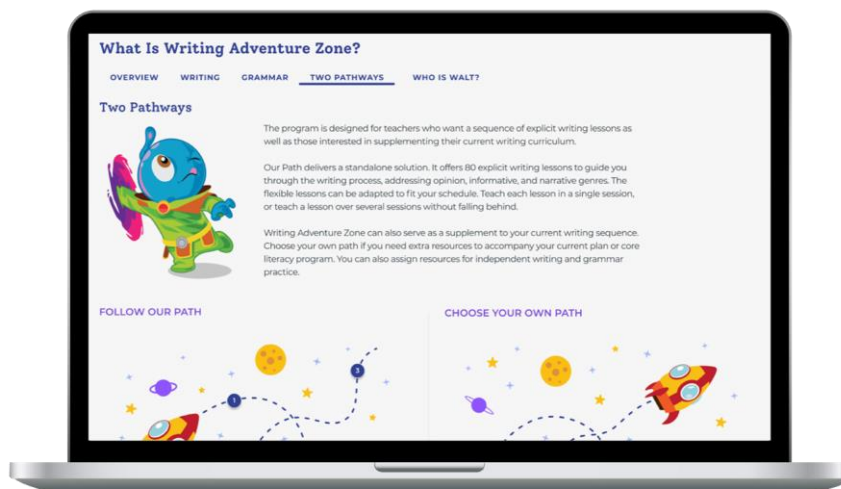 What Is Writing Adventure Zone?
OVERVIEW WRITING GRAMMAR TWO PATHWAYS WHO IS WALT?
Two Pathways
The program is designed for teachers who want a sequence of explicit writing lessons as
well as those interested in supplementing their current writing curriculum.
Our Path delivers a standalone solution. It offers 80 explicit writing lessons to guide you
through the writing process, addressing opinion, informative, and narrative genres. The
flexible lessons can be adapted to fit your schedule. Teach each lesson in a single session,
or teach a lesson over several sessions without falling behind.
Writing Adventure Zone can also serve as a supplement to your current writing sequence.
Choose your own path if you need extra resources to accompany your current plan or core
literacy program. You can also assign resources for independent writing and grammar
practice.
FOLLOW OUR PATH
CHOOSE YOUR OWN PATH
3
1